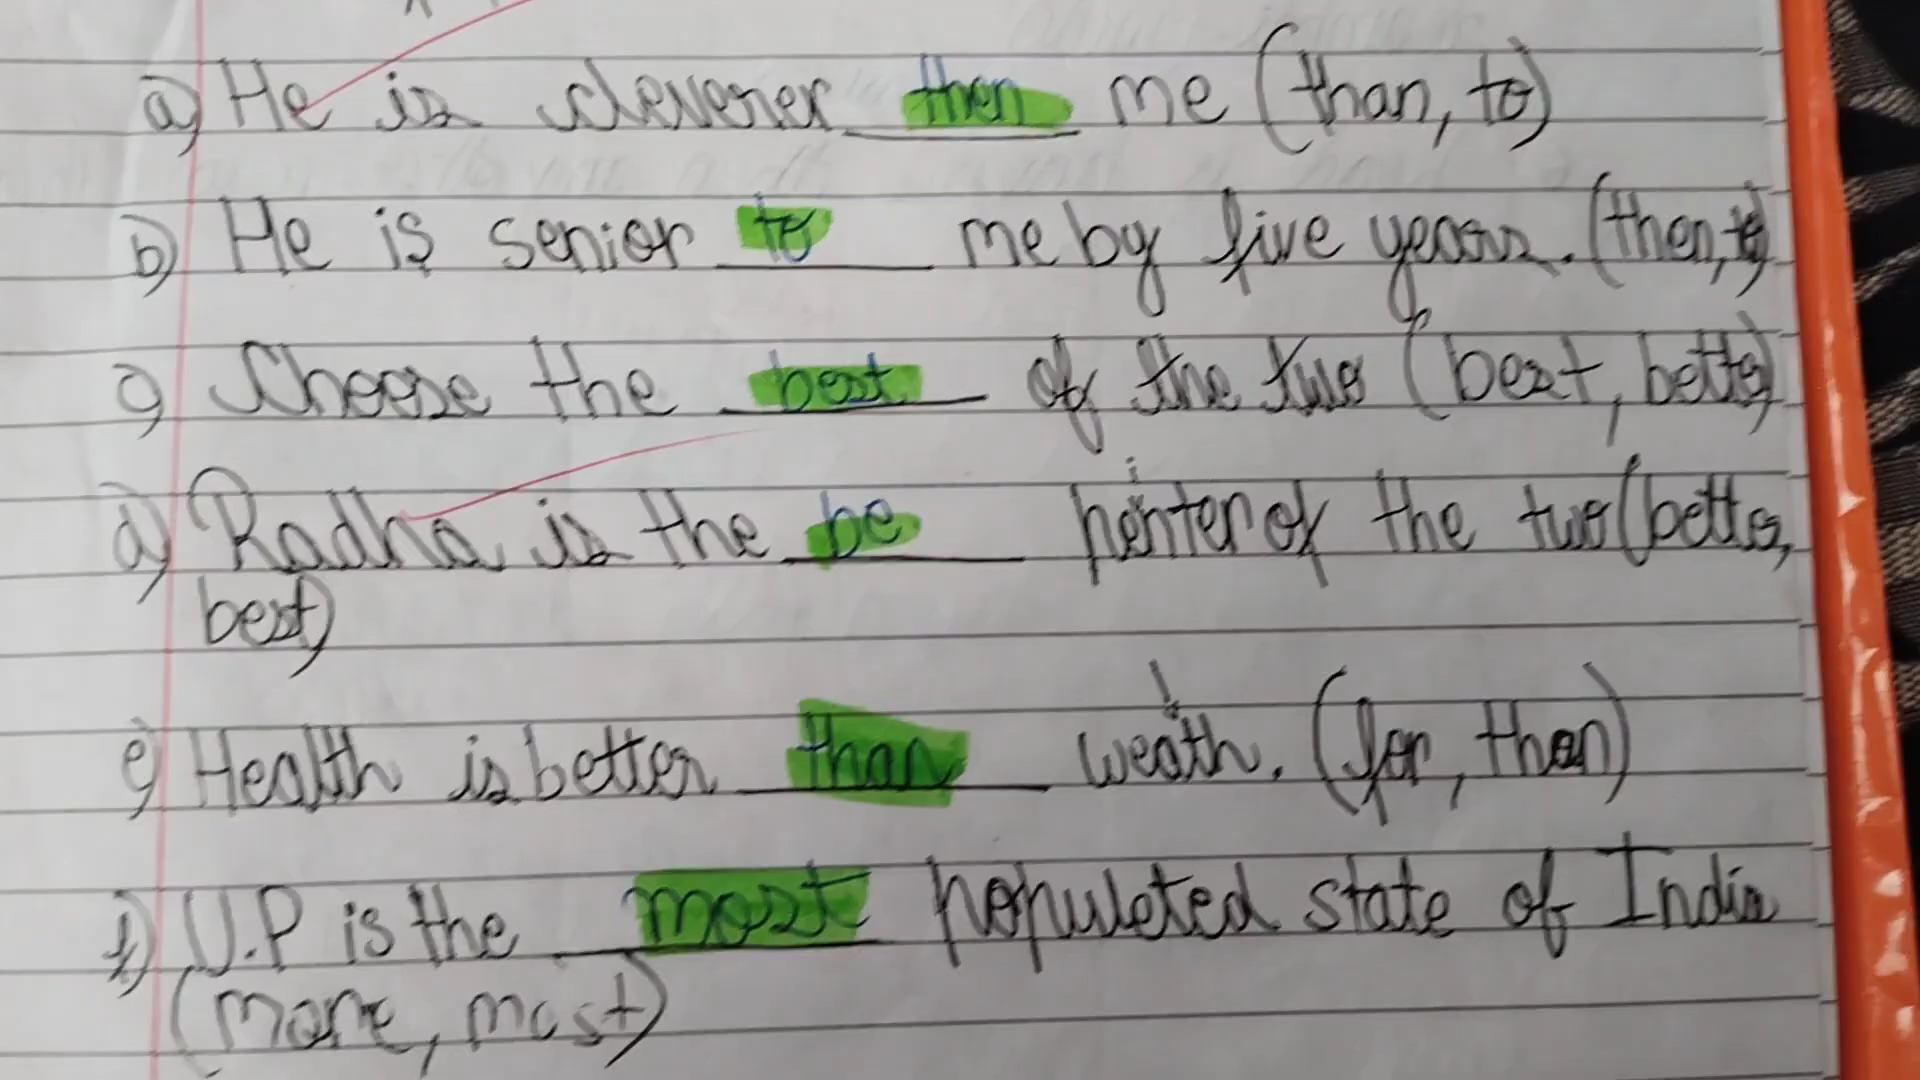 a) He is cleverer then me (than, to)
b) He is senior to me by five years. (then, to)
c) Choose the best of the two (best, better)
d) Radha is the be painter of the two (better,
best)
e) Health is better than wealth. (for, than)
f) U.P is the most populeted state of India
(more, most)